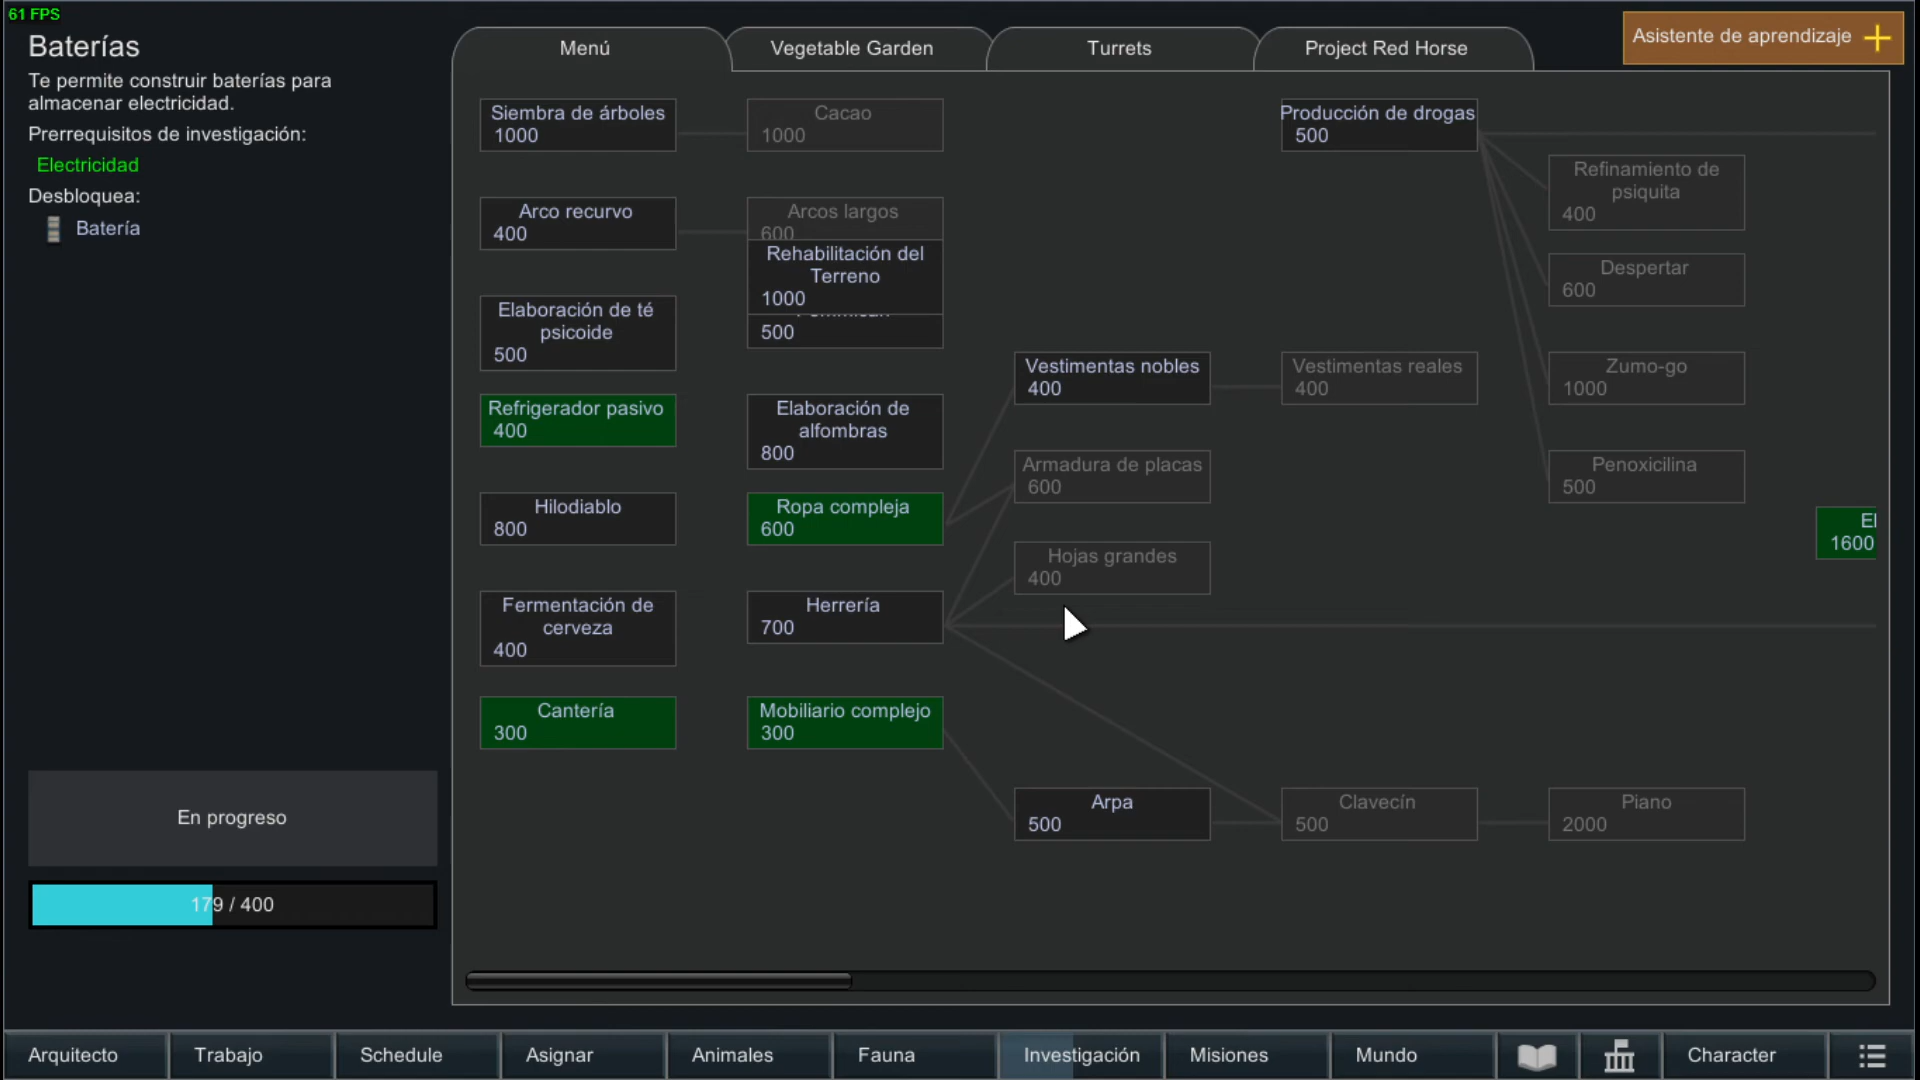 61 FPS
Baterías
Te permite construir baterías para
almacenar electricidad.
Prerrequisitos de investigación:
Electricidad
Desbloquea:
Batería
En progreso
179 / 400
Menú
Vegetable Garden
Turrets
Project Red Horse
Asistente de aprendizaje
Siembra de árboles
1000
Cacao
1000
Producción de drogas
500
Refinamiento de
psiquita
400
Arco recurvo
400
Arcos largos
600
Rehabilitación del
Terreno
1000
500
Despertar
600
Elaboración de té
psicoide
500
Vestimentas nobles
400
Vestimentas reales
400
Zumo-go
1000
Refrigerador pasivo
400
Elaboración de
alfombras
800
Armadura de placas
600
Penoxicilina
500
Hilodiablo
800
Ropa compleja
600
El
1600
Hojas grandes
400
Fermentación de
cerveza
400
Herrería
700
Cantería
300
Mobiliario complejo
300
Arpa
500
Clavecín
500
Piano
2000
Arquitecto
Trabajo
Schedule
Asignar
Animales
Fauna
Investigación
Misiones
Mundo
Character